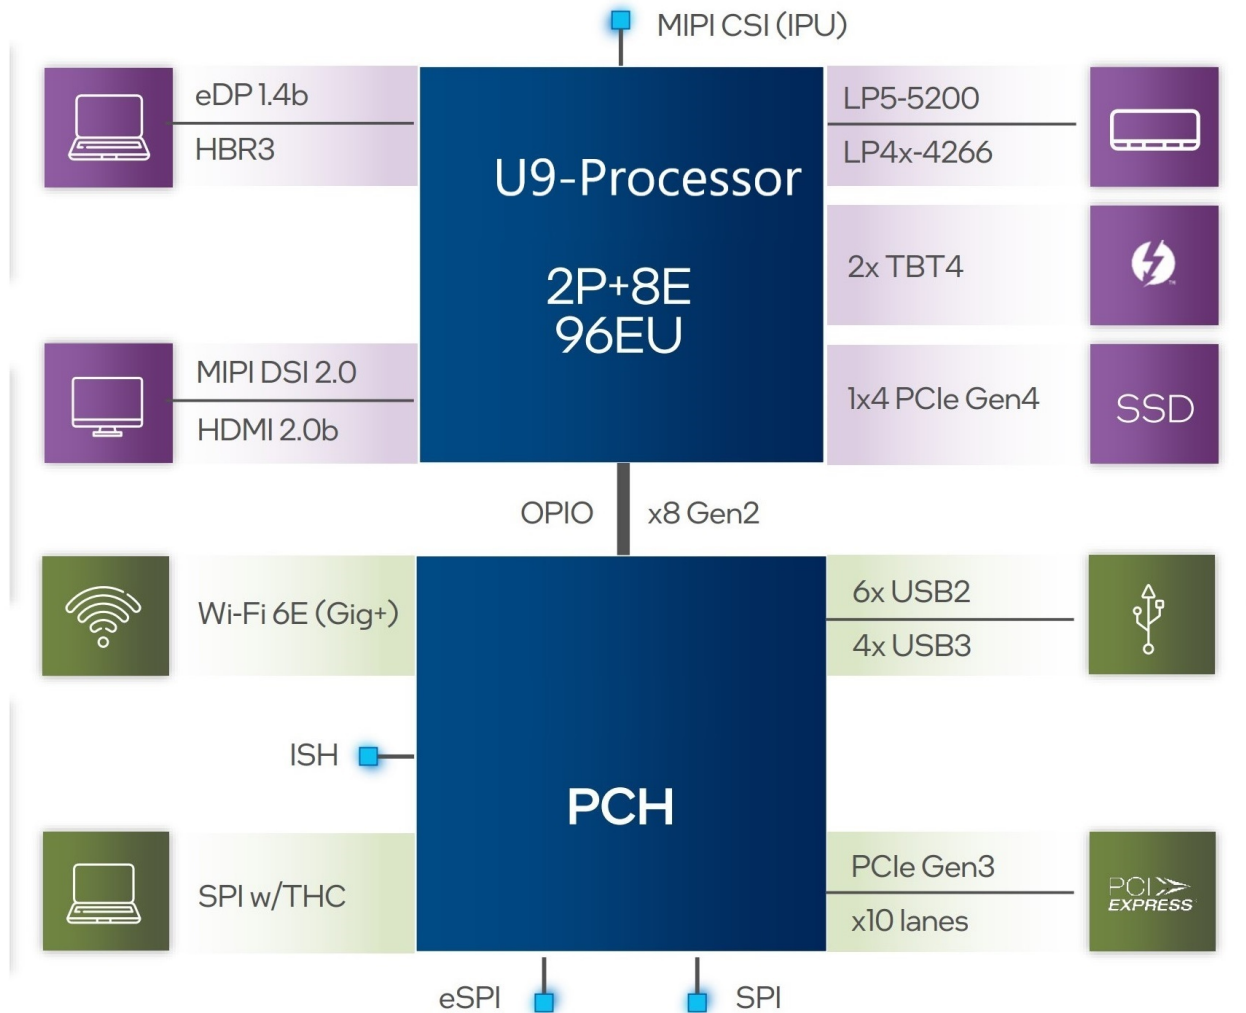 MIPI CSI (IPU)
eDP 1.4b
HBR3
U9-Processor
2P+8E
96EU
LP5-5200
LP4x-4266
2x TBT4
MIPI DSI 2.0
HDMI 2.0b
1x4 PCIe Gen4
SSD
OPIO
x8 Gen2
Wi-Fi 6E (Gig+)
6x USB2
4x USB3
ISH
PCH
SPI w/THC
PCIe Gen3
x10 lanes
PCI
EXPRESS
eSPI
SPI